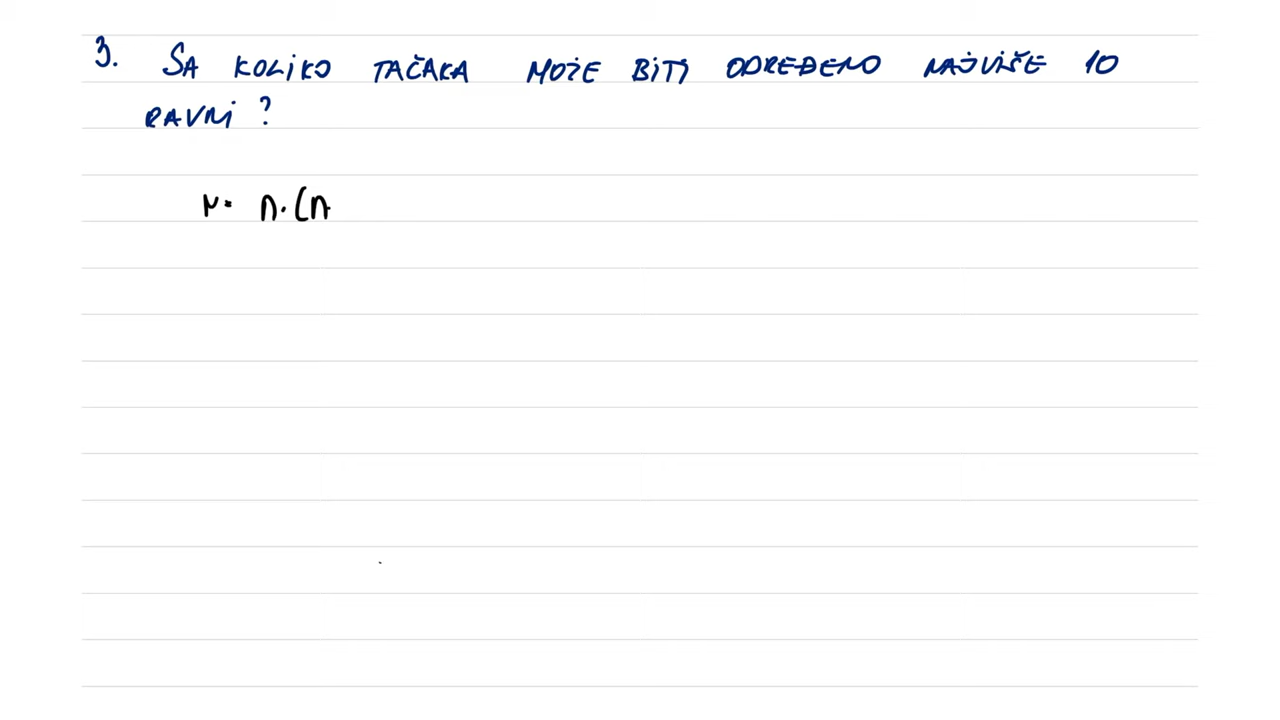 3. SA KOLIKO TAČAKA MOŽE BITI ODREĐENO NAJVIŠE 10
RAVNI ?
n·(n